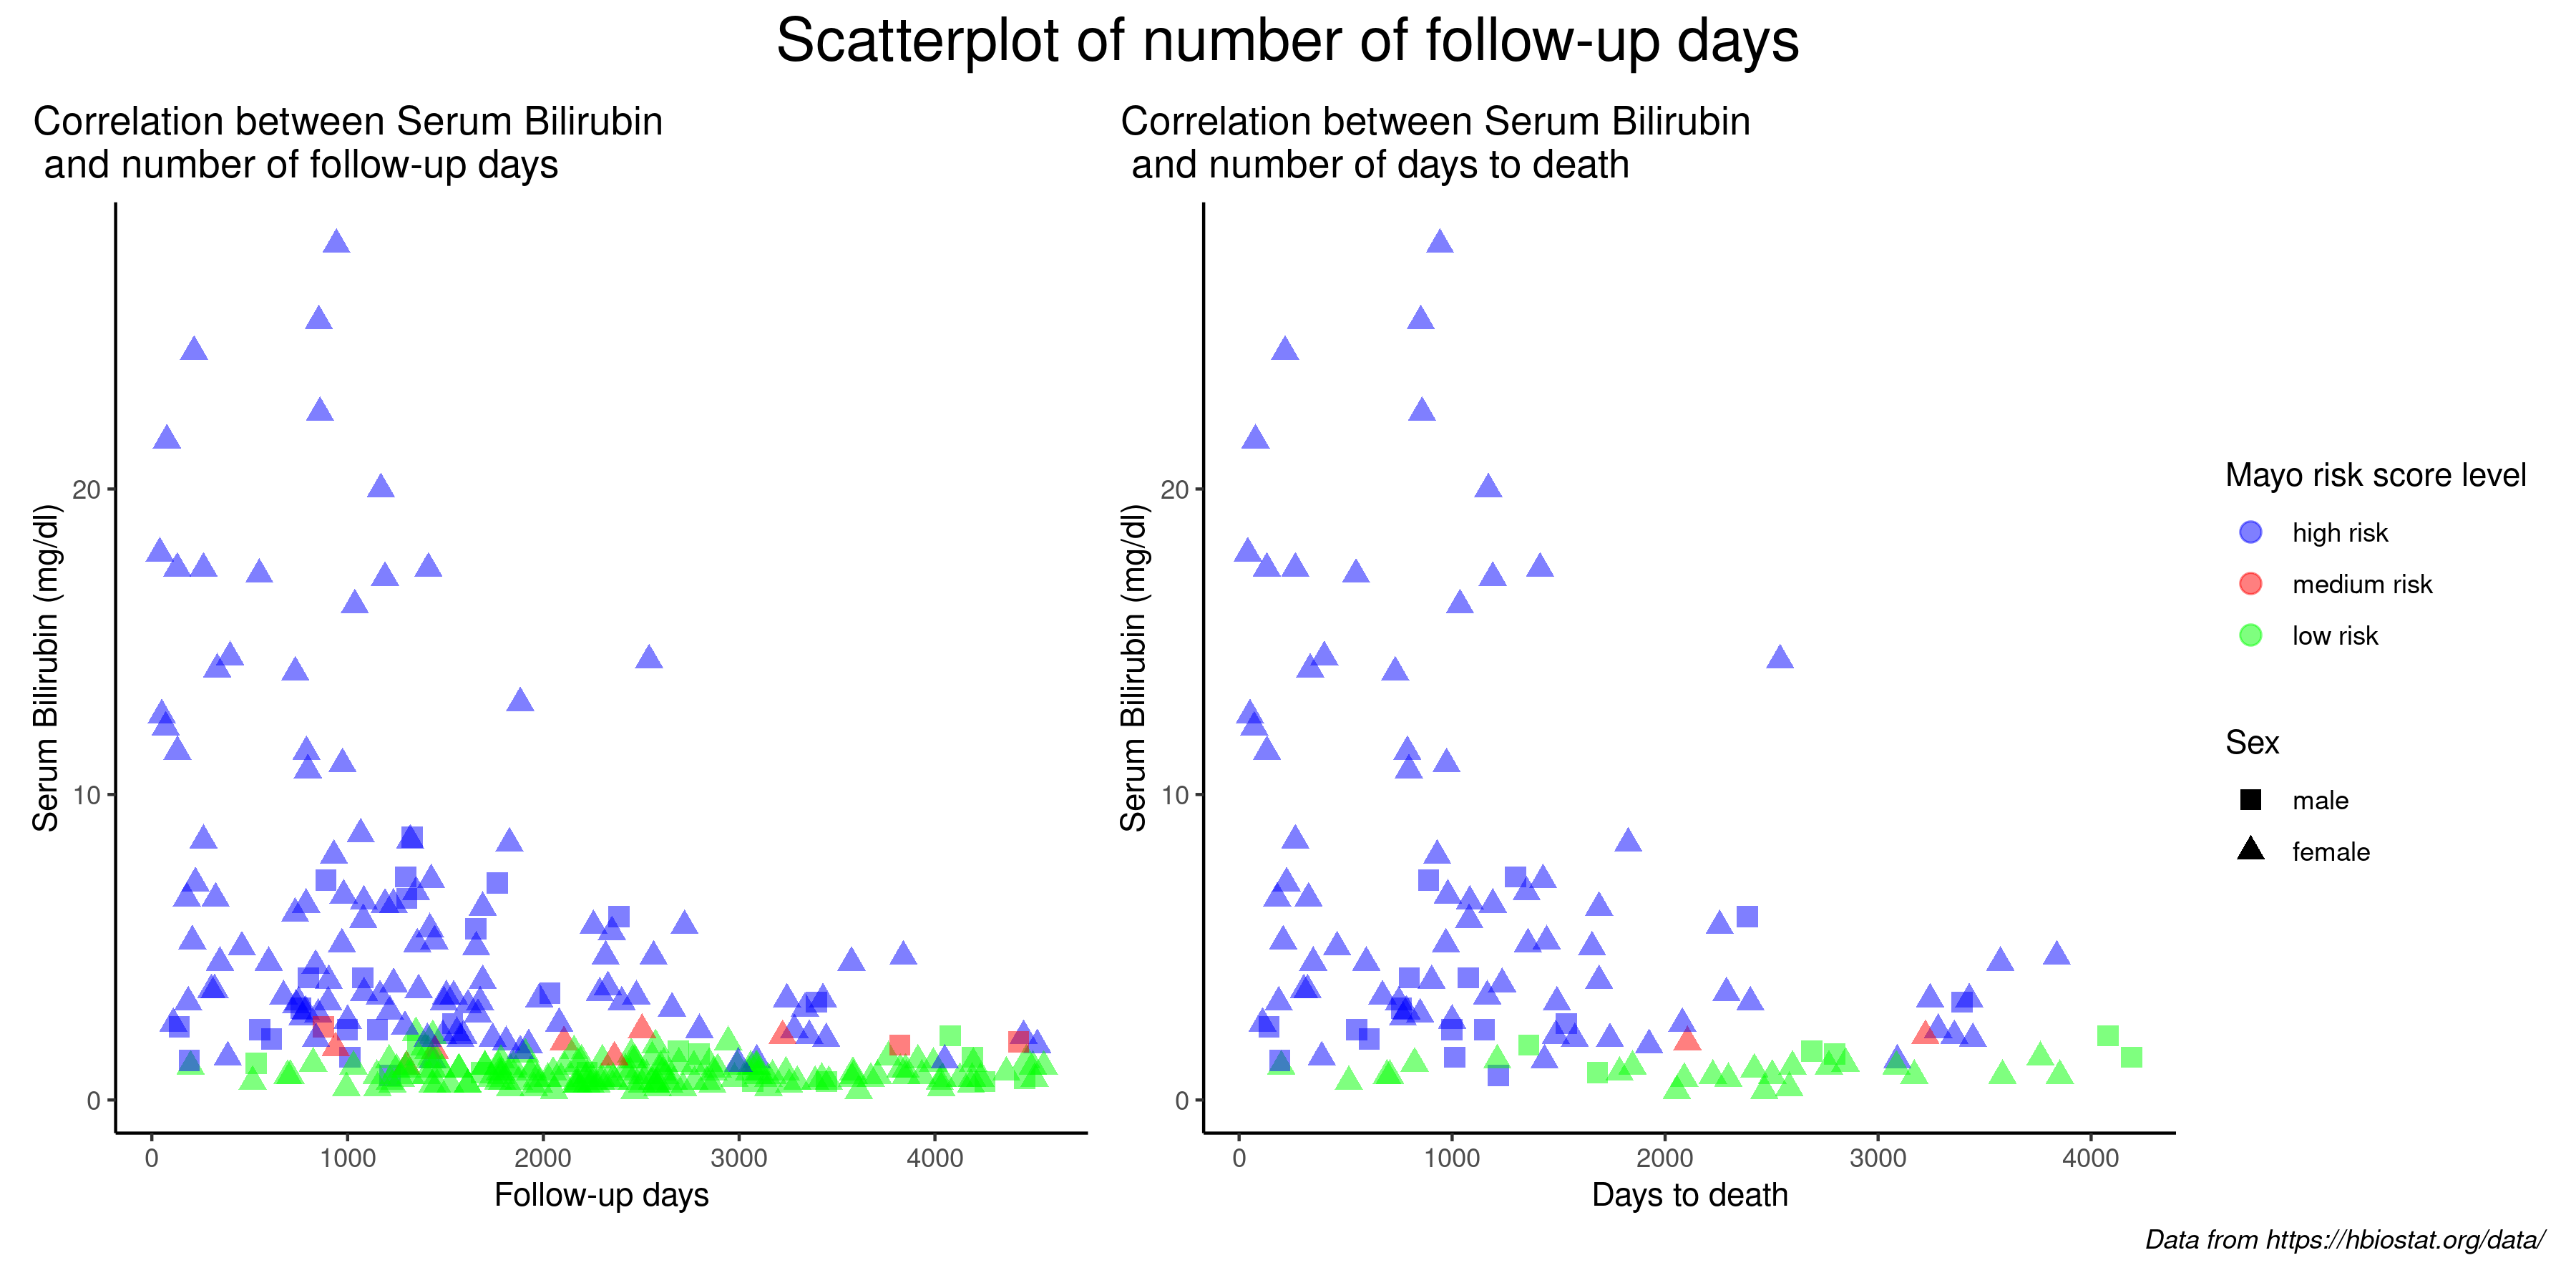 Scatterplot of number of follow-up days
Correlation between Serum Bilirubin
and number of follow-up days
Serum Bilirubin (mg/dl)
20
10
0
0 1000 2000 3000 4000
Follow-up days
Correlation between Serum Bilirubin
and number of days to death
Serum Bilirubin (mg/dl)
20
10
0
0 1000 2000 3000 4000
Days to death
Mayo risk score level
high risk
medium risk
low risk
Sex
male
female
Data from https://hbiostat.org/data/